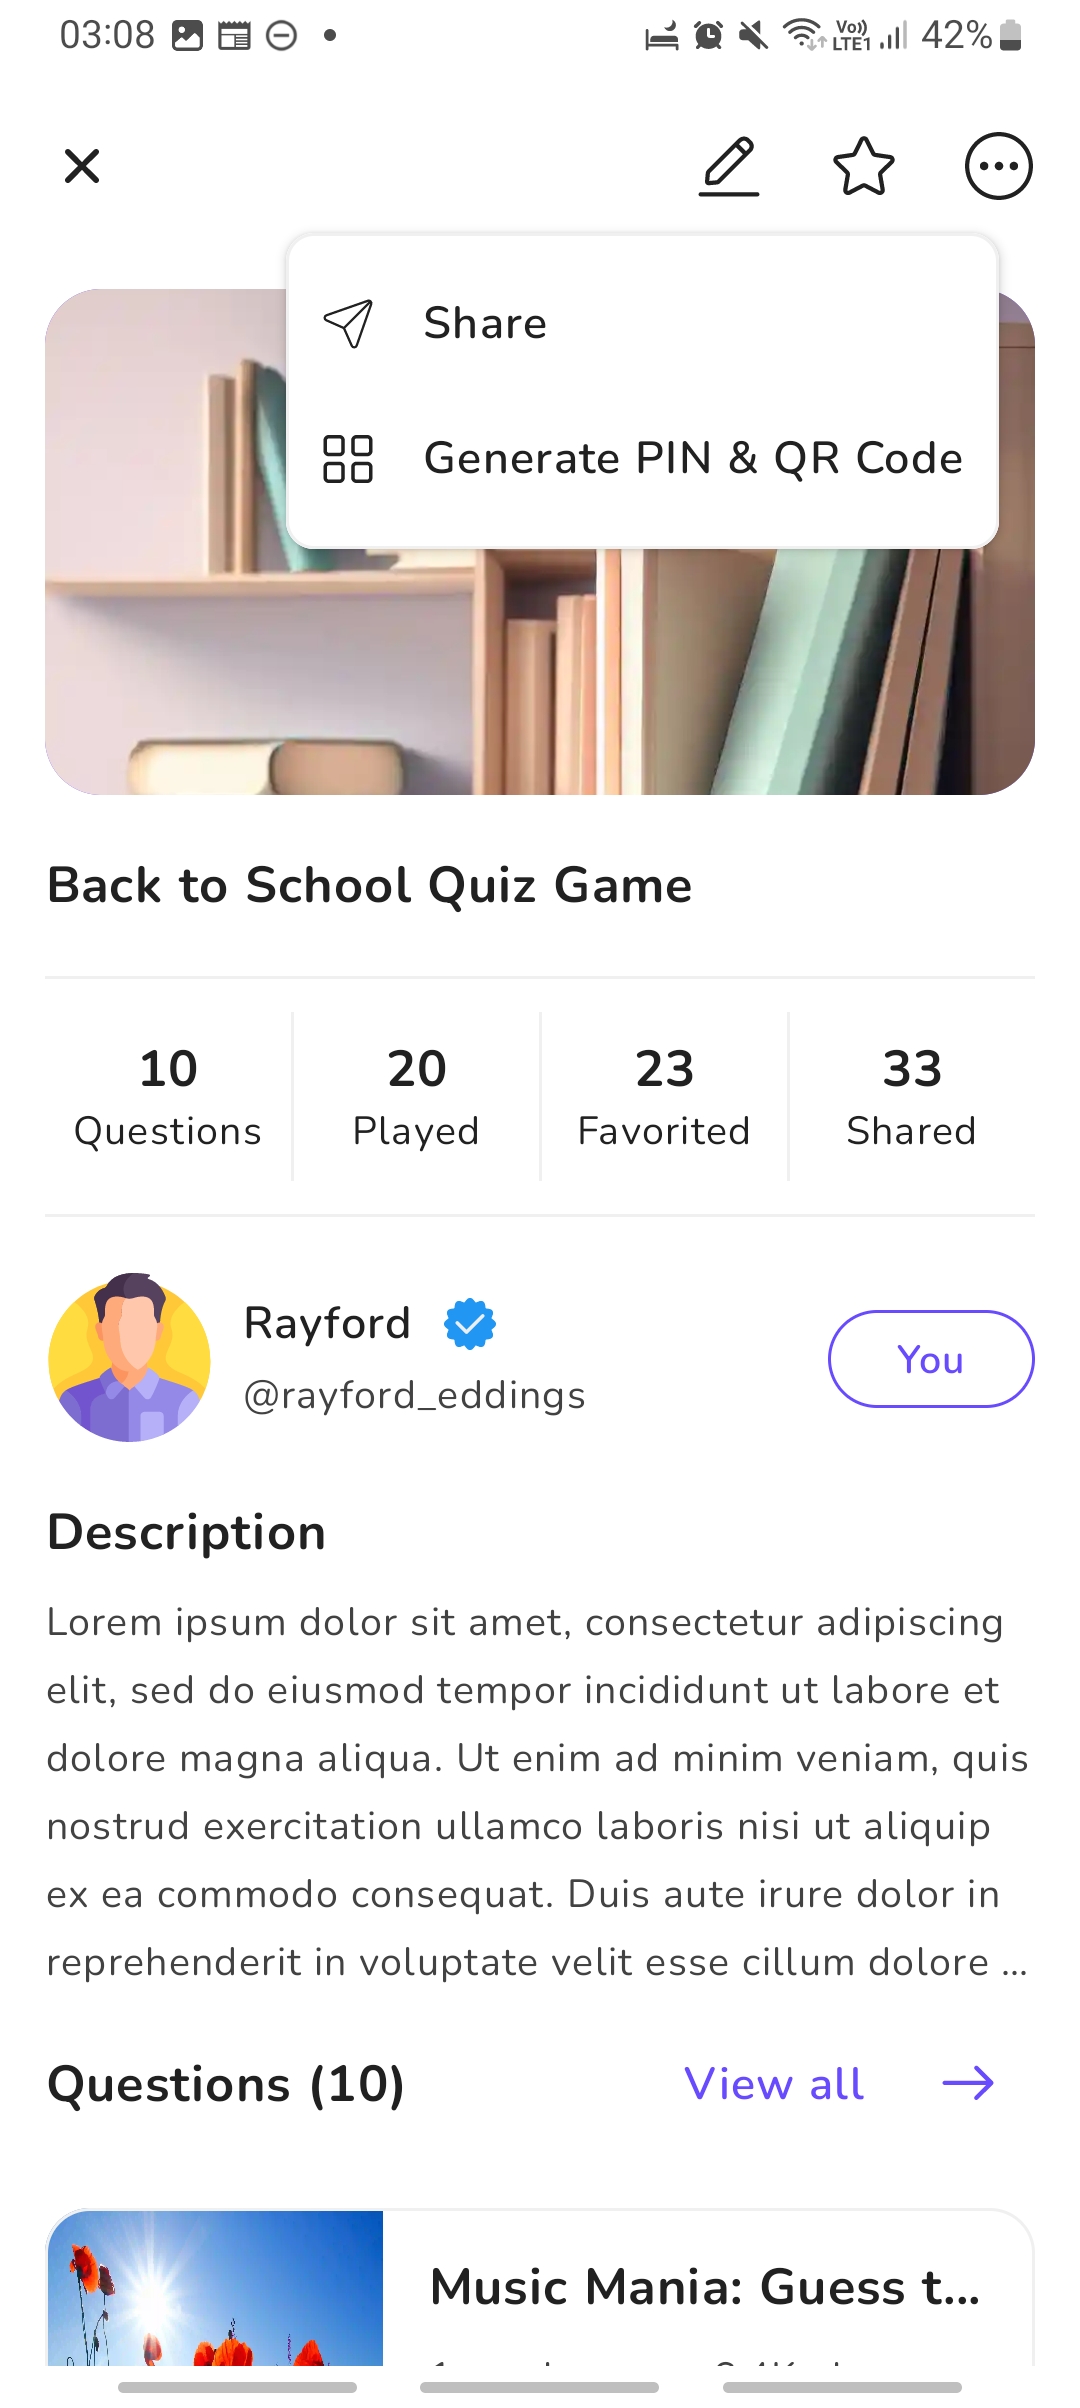 03:08
Vo))
LTE1
42%
Share
Generate PIN & QR Code
Back to School Quiz Game
10
Questions
20
Played
23
Favorited
33
Shared
Rayford
@rayford_eddings
You
Description
Lorem ipsum dolor sit amet, consectetur adipiscing
elit, sed do eiusmod tempor incididunt ut labore et
dolore magna aliqua. Ut enim ad minim veniam, quis
nostrud exercitation ullamco laboris nisi ut aliquip
ex ea commodo consequat. Duis aute irure dolor in
reprehenderit in voluptate velit esse cillum dolore ...
Questions (10)
View all
Music Mania: Guess t...